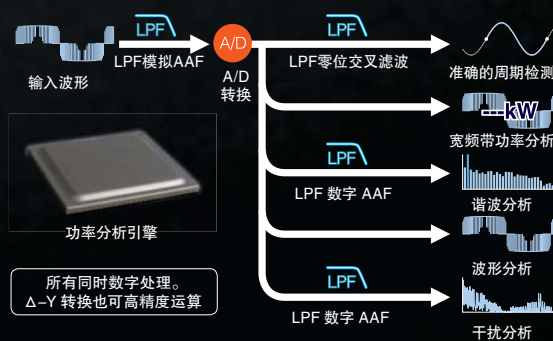 LPF
LPF
输入波形
LPF模拟AAF
A/D
A/D
转换
LPF零位交叉滤波
准确的周期检测
---kW
宽频带功率分析
LPF
LPF 数字 AAF
谐波分析
功率分析引擎
波形分析
所有同时数字处理。
Δ–Y 转换也可高精度运算
LPF
LPF 数字 AAF
干扰分析